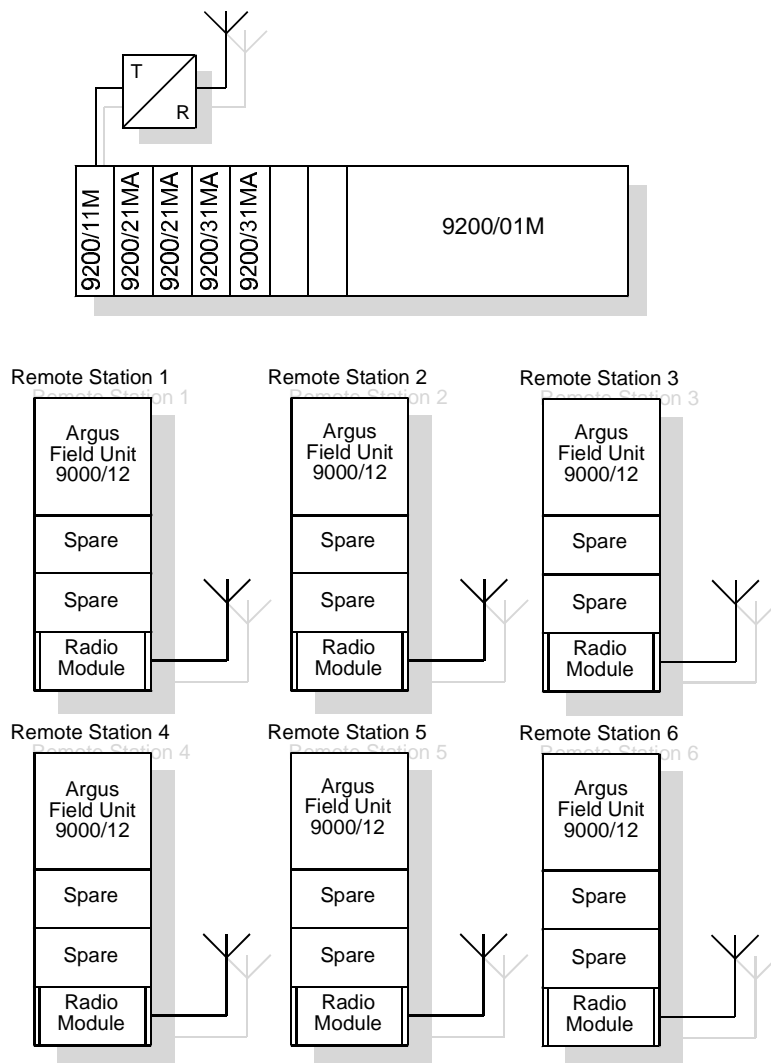 T
R
9200/11M
9200/21MA
9200/21MA
9200/31MA
9200/31MA
9200/01M
Remote Station 1
Argus
Field Unit
9000/12
Spare
Spare
Radio
Module
Remote Station 2
Argus
Field Unit
9000/12
Spare
Spare
Radio
Module
Remote Station 3
Argus
Field Unit
9000/12
Spare
Spare
Radio
Module
Remote Station 4
Argus
Field Unit
9000/12
Spare
Spare
Radio
Module
Remote Station 5
Argus
Field Unit
9000/12
Spare
Spare
Radio
Module
Remote Station 6
Argus
Field Unit
9000/12
Spare
Spare
Radio
Module